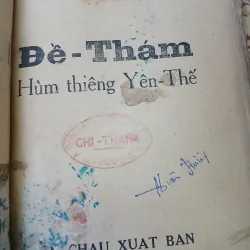 Đề-Thám
Hùm thiêng Yên-Thế
CHI-THANH
CHAU XUAT BAN